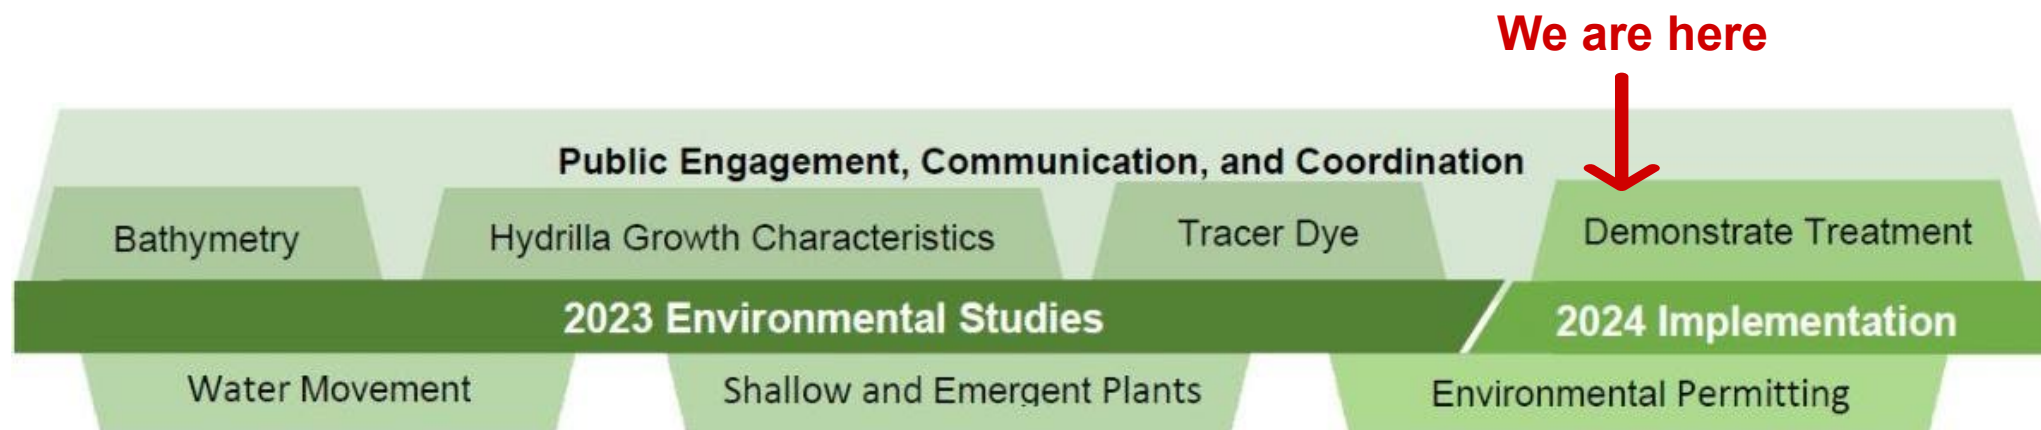 We are here
Public Engagement, Communication, and Coordination
Bathymetry
Hydrilla Growth Characteristics
Tracer Dye
Demonstrate Treatment
2023 Environmental Studies
2024 Implementation
Water Movement
Shallow and Emergent Plants
Environmental Permitting